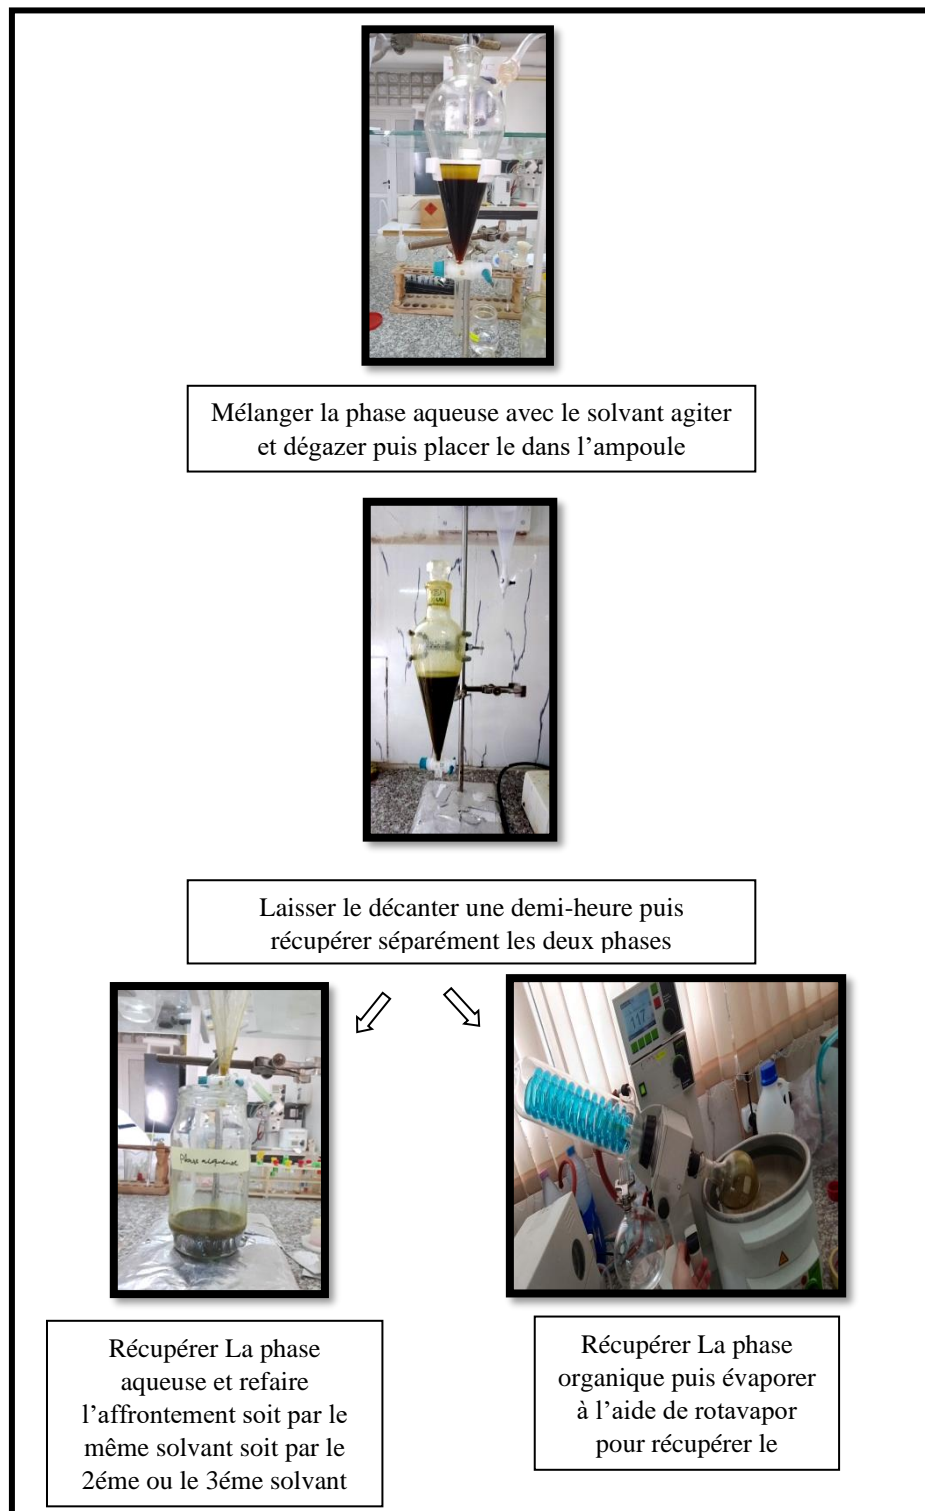 Mélanger la phase aqueuse avec le solvant agiter
et dégazer puis placer le dans l’ampoule
Laisser le décanter une demi-heure puis
récupérer séparément les deux phases
Phase aiqueuse
117
Récupérer La phase
aqueuse et refaire
l’affrontement soit par le
même solvant soit par le
2éme ou le 3éme solvant
Récupérer La phase
organique puis évaporer
à l’aide de rotavapor
pour récupérer le